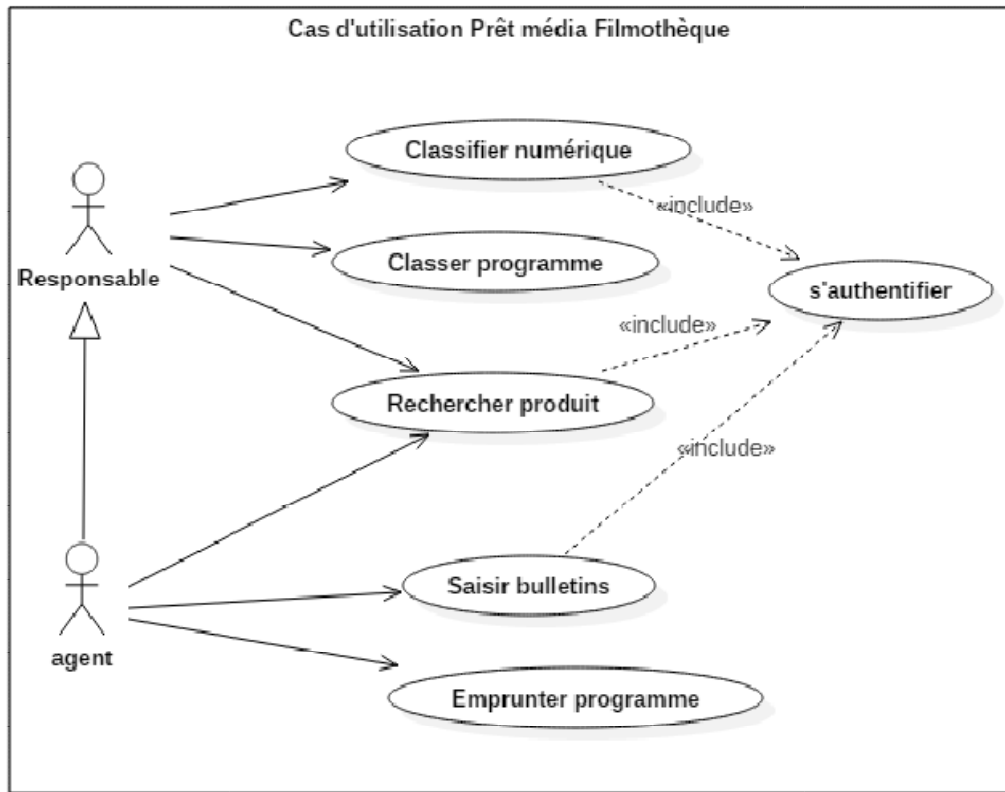 Cas d'utilisation Prêt média Filmothèque
Classifier numérique
«include»
Responsable
Classer programme
s'authentifier
«include»
Rechercher produit
«include»
Saisir bulletins
agent
Emprunter programme